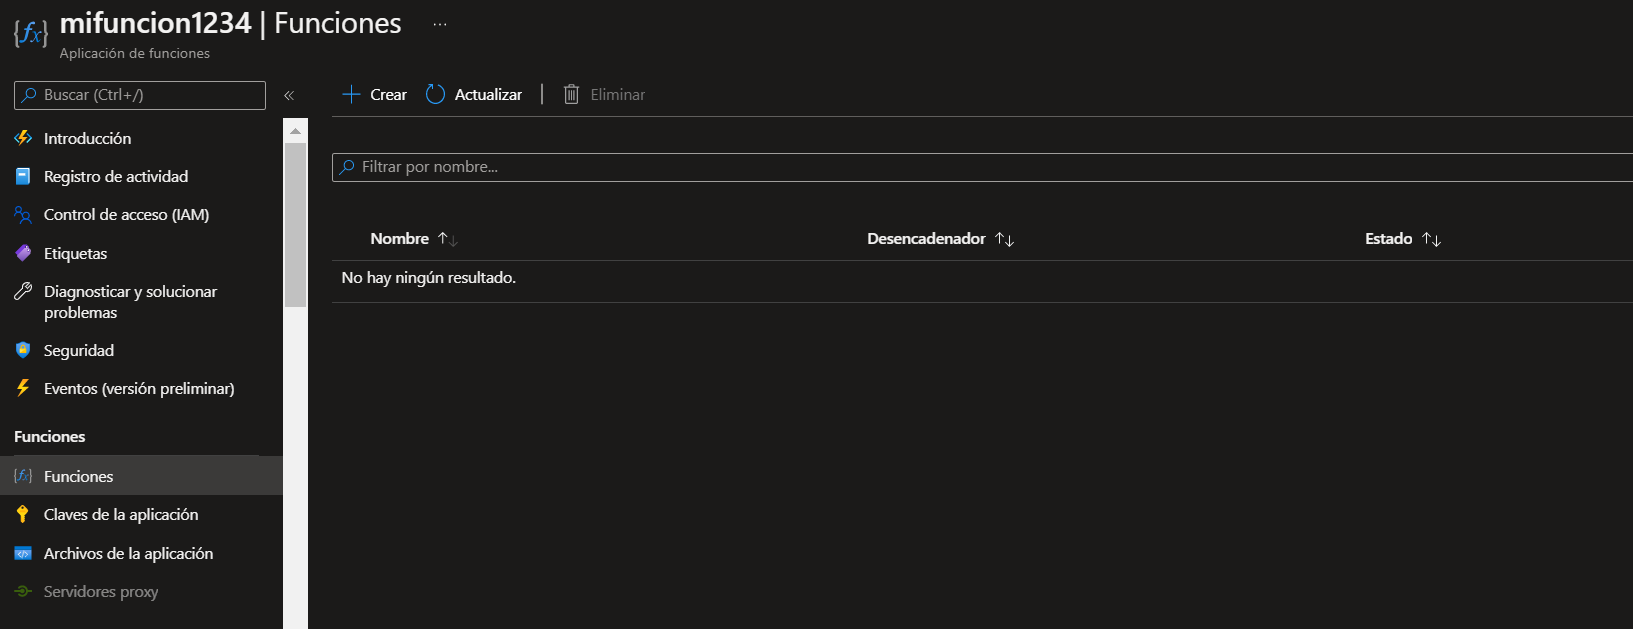 mifuncion1234 | Funciones ...
Aplicación de funciones
Buscar (Ctrl+/)
«
Introducción
Registro de actividad
Control de acceso (IAM)
Etiquetas
Diagnosticar y solucionar
problemas
Seguridad
Eventos (versión preliminar)
Funciones
Funciones
Claves de la aplicación
Archivos de la aplicación
Servidores proxy
Crear Actualizar | Eliminar
Filtrar por nombre...
Nombre ↑↓ Desencadenador ↑↓ Estado ↑↓
No hay ningún resultado.